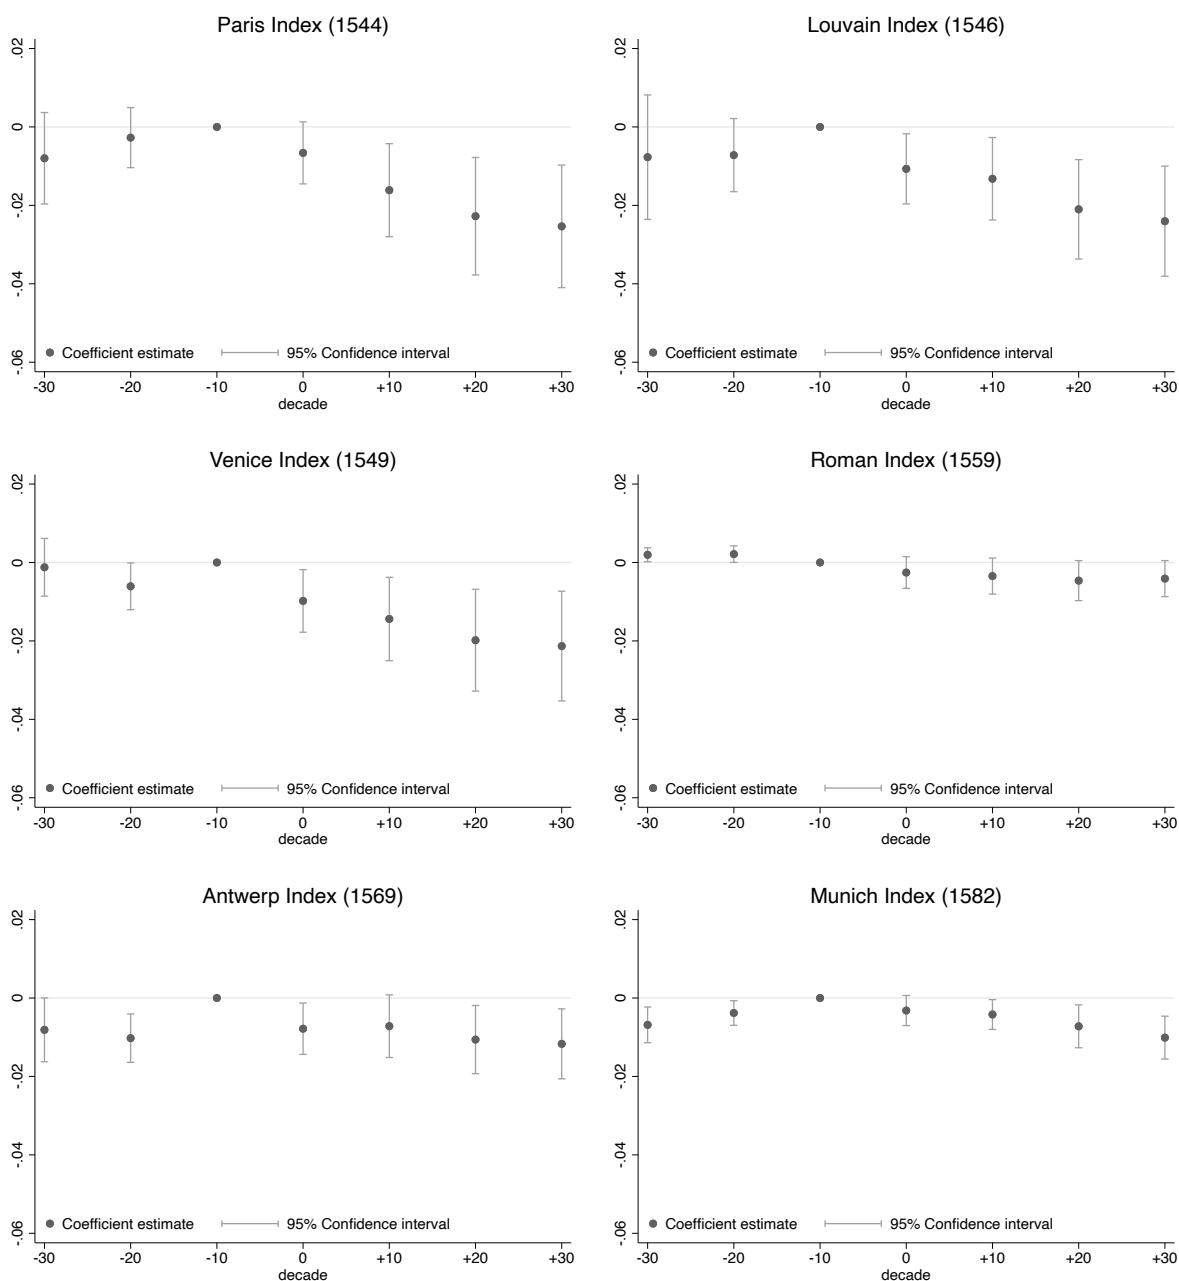 Paris Index (1544)
.02
0
-.02
-.04
-.06
Coefficient estimate 95% Confidence interval
-30 -20 -10 0 +10 +20 +30
decade
Louvain Index (1546)
.02
0
-.02
-.04
-.06
Coefficient estimate 95% Confidence interval
-30 -20 -10 0 +10 +20 +30
decade
Venice Index (1549)
.02
0
-.02
-.04
-.06
Coefficient estimate 95% Confidence interval
-30 -20 -10 0 +10 +20 +30
decade
Roman Index (1559)
.02
0
-.02
-.04
-.06
Coefficient estimate 95% Confidence interval
-30 -20 -10 0 +10 +20 +30
decade
Antwerp Index (1569)
.02
0
-.02
-.04
-.06
Coefficient estimate 95% Confidence interval
-30 -20 -10 0 +10 +20 +30
decade
Munich Index (1582)
.02
0
-.02
-.04
-.06
Coefficient estimate 95% Confidence interval
-30 -20 -10 0 +10 +20 +30
decade